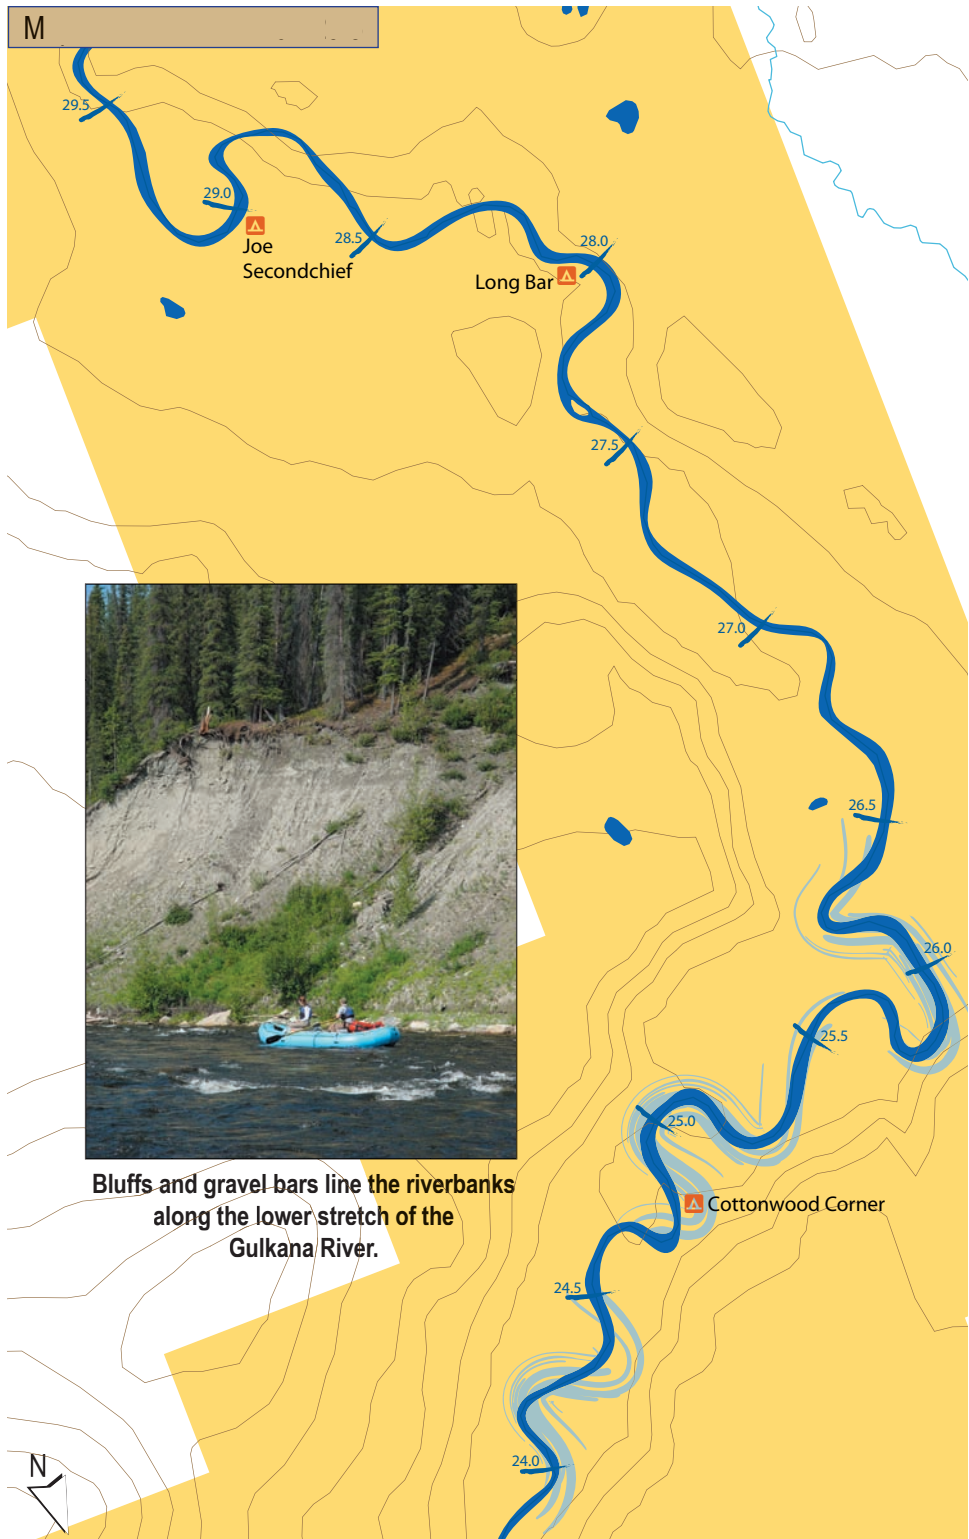 M
29.5
29.0
Joe
Secondchief
28.5
28.0
Long Bar
27.5
27.0
26.5
26.0
25.5
25.0
Cottonwood Corner
24.5
24.0
Bluffs and gravel bars line the riverbanks
along the lower stretch of the
Gulkana River.
N